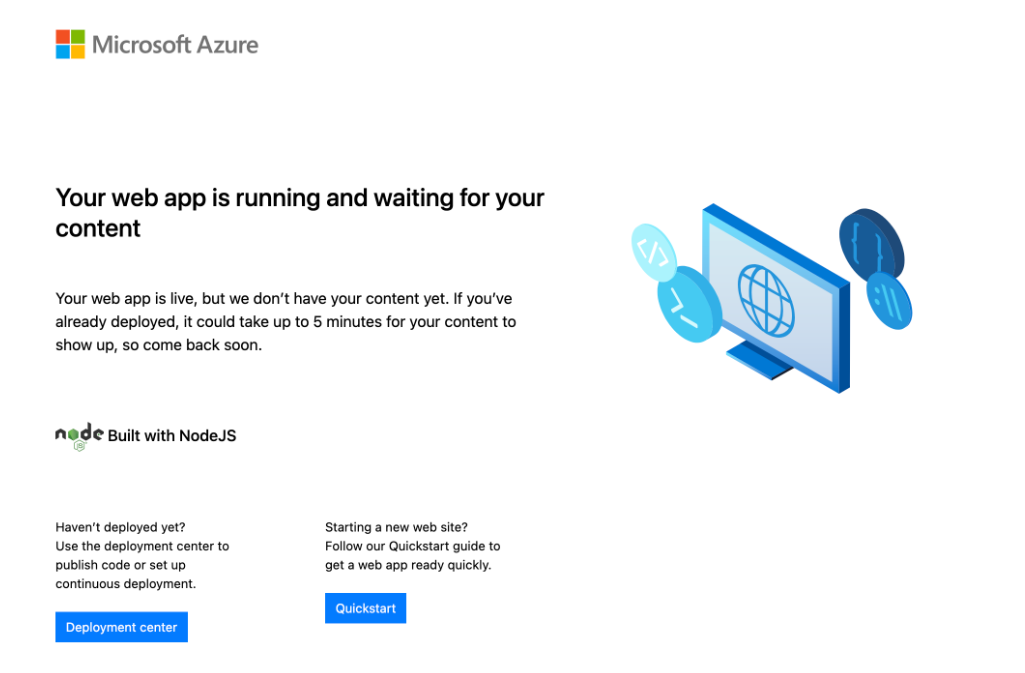 Microsoft Azure
Your web app is running and waiting for your
content
Your web app is live, but we don’t have your content yet. If you’ve
already deployed, it could take up to 5 minutes for your content to
show up, so come back soon.
node
JS
Built with NodeJS
Haven’t deployed yet?
Use the deployment center to
publish code or set up
continuous deployment.
Deployment center
Starting a new web site?
Follow our Quickstart guide to
get a web app ready quickly.
Quickstart
</>
>_
{ }
:\\